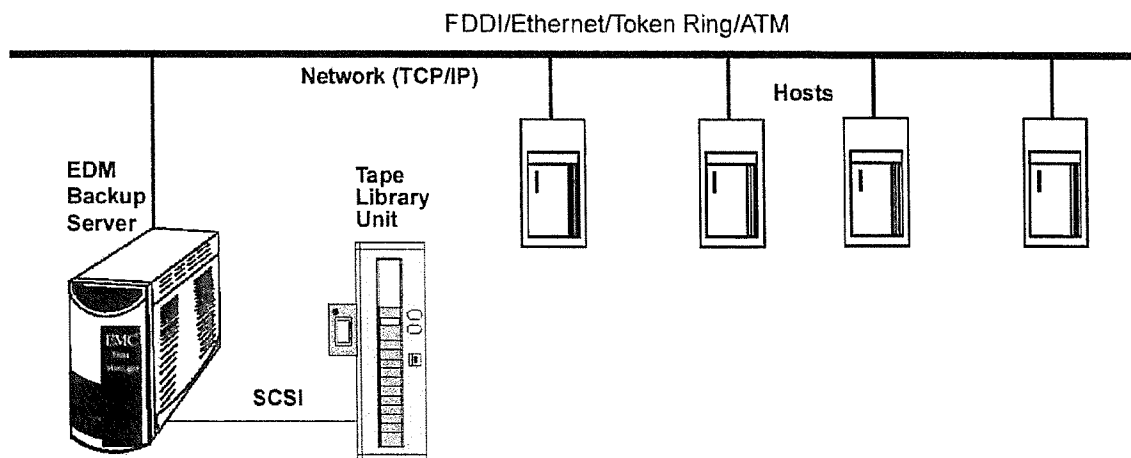 FDDI/Ethernet/Token Ring/ATM
Network (TCP/IP)
Hosts
EDM
Backup
Server
Tape
Library
Unit
EMC
SCSI